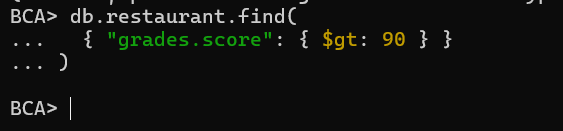 BCA> db.restaurant.find(
...   { "grades.score": { $gt: 90 } }
... )
BCA>